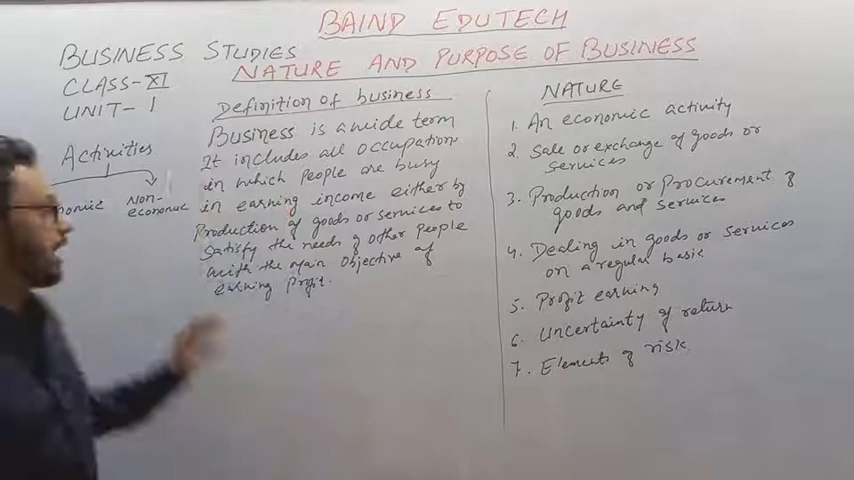 BAIND EDUTECH
NATURE AND PURPOSE OF BUSINESS
BUSINESS STUDIES
CLASS-XI
UNIT- 1
Activities
Non-
economic
Definition of business
Business is a wide term
It includes all occupation
in which people are busy
in earning income either by
Production of goods or services to
satisfy the needs of other People
with the main objective of
earning Profit.
NATURE
1. An economic activity
2. Sale or exchange of goods or
services
3. Production or Procurement of
goods and services
4. Dealing in goods or services
on a regular basis
5. Profit earning
6. Uncertainty of return
7. Elements of risk